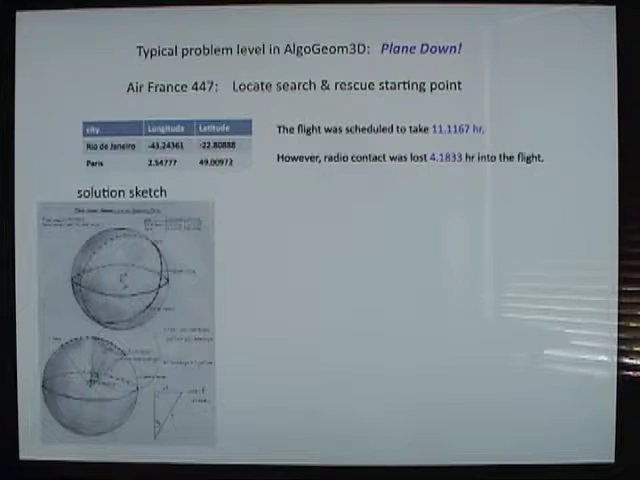 Typical problem level in AlgoGeom3D: Plane Down!
Air France 447: Locate search & rescue starting point
city Longitude Latitude
Rio de Janeiro -43.24361 -22.80888
Paris 2.54777 49.00972
The flight was scheduled to take 11.1167 hr.
However, radio contact was lost 4.1833 hr into the flight.
solution sketch